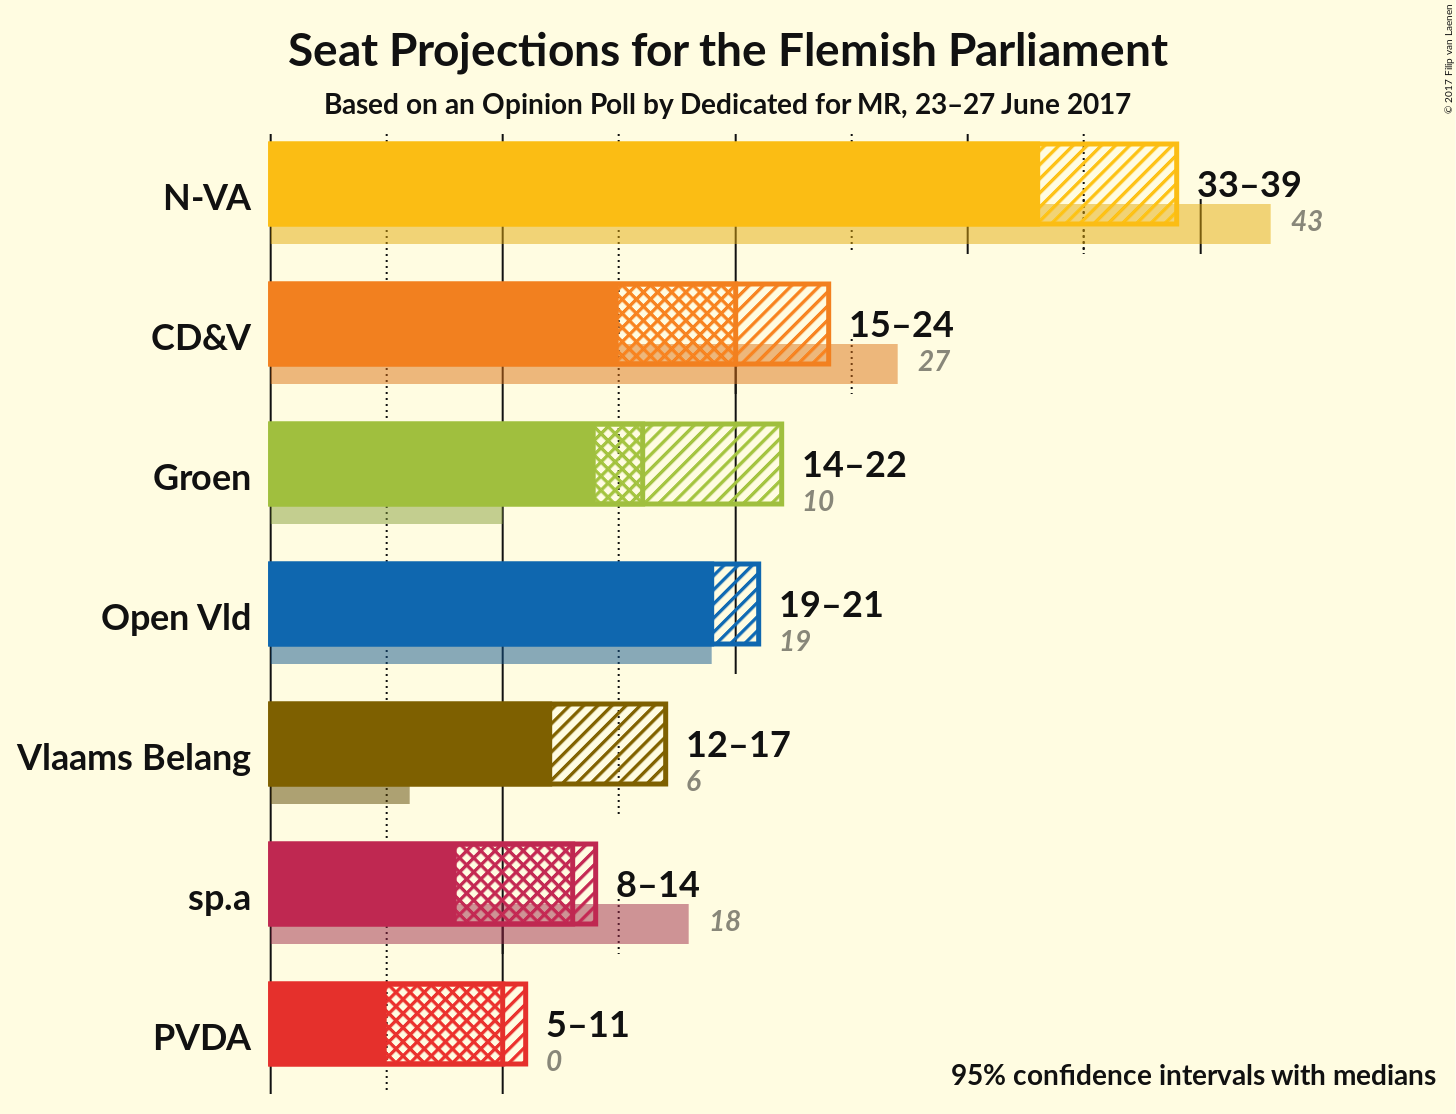 Seat Projections for the Flemish Parliament
Based on an Opinion Poll by Dedicated for MR, 23–27 June 2017
© 2017 Filip van Laenen
N-VA
33–39
43
CD&V
15–24
27
Groen
14–22
10
Open Vld
19–21
19
Vlaams Belang
12–17
6
sp.a
8–14
18
PVDA
5–11
0
95% confidence intervals with medians